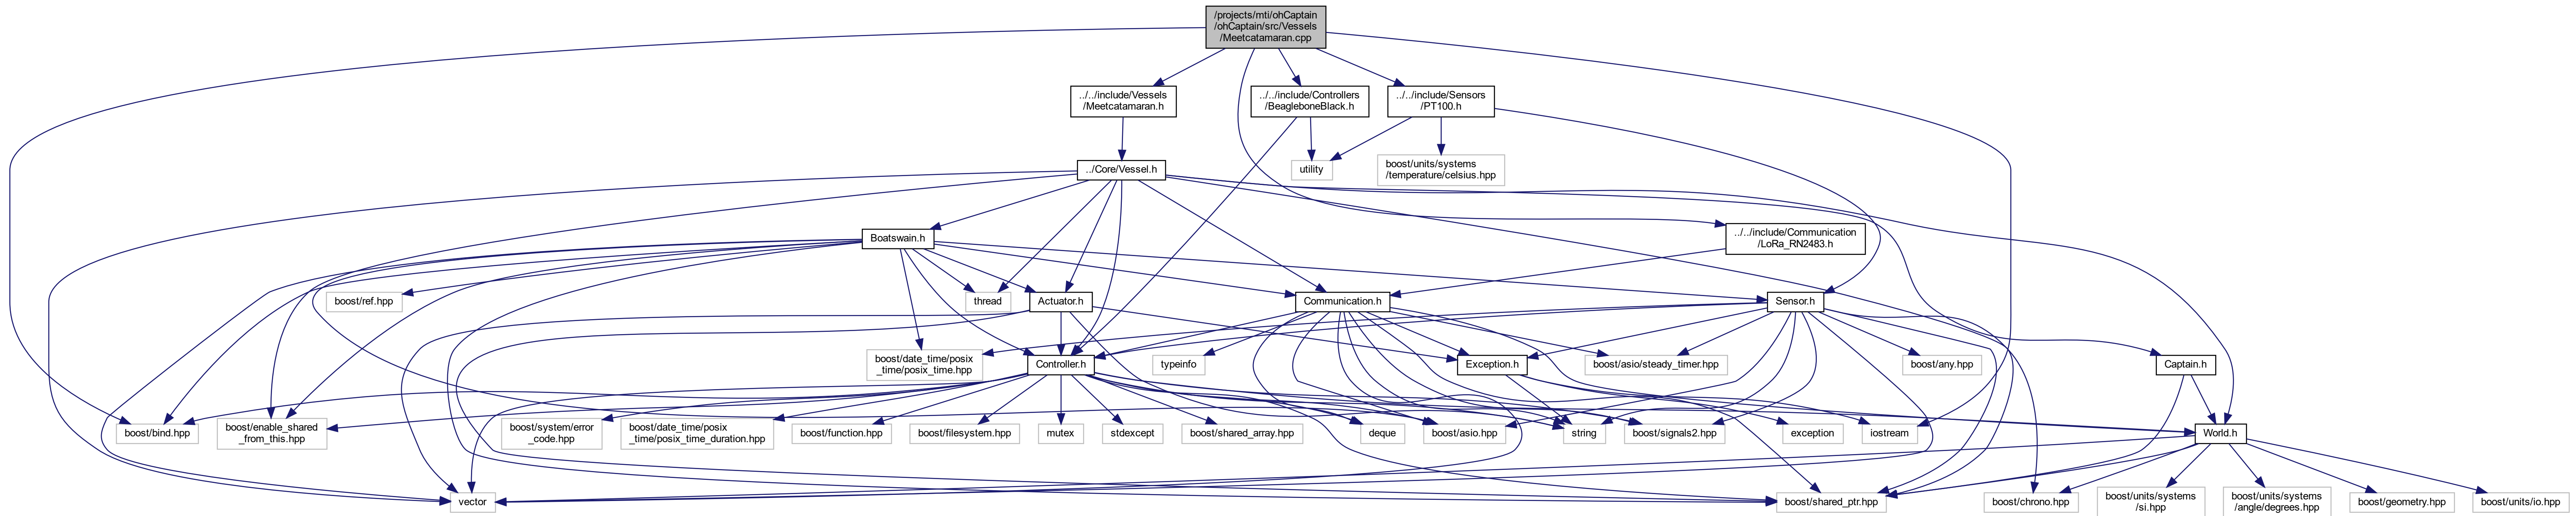 /projects/mti/ohCaptain
/ohCaptain/src/Vessels
/Meetcatamaran.cpp
../../include/Vessels
/Meetcatamaran.h
../../include/Controllers
/BeagleboneBlack.h
../../include/Sensors
/PT100.h
../Core/Vessel.h
utility
boost/units/systems
/temperature/celsius.hpp
Boatswain.h
../../include/Communication
/LoRa_RN2483.h
boost/ref.hpp
thread
Actuator.h
Communication.h
Sensor.h
boost/date_time/posix
_time/posix_time.hpp
Controller.h
typeinfo
Exception.h
boost/asio/steady_timer.hpp
boost/any.hpp
Captain.h
boost/bind.hpp
boost/enable_shared
_from_this.hpp
boost/system/error
_code.hpp
boost/date_time/posix
_time/posix_time_duration.hpp
boost/function.hpp
boost/filesystem.hpp
mutex
stdexcept
boost/shared_array.hpp
deque
boost/asio.hpp
string
boost/signals2.hpp
exception
iostream
World.h
vector
boost/shared_ptr.hpp
boost/chrono.hpp
boost/units/systems
/si.hpp
boost/units/systems
/angle/degrees.hpp
boost/geometry.hpp
boost/units/io.hpp